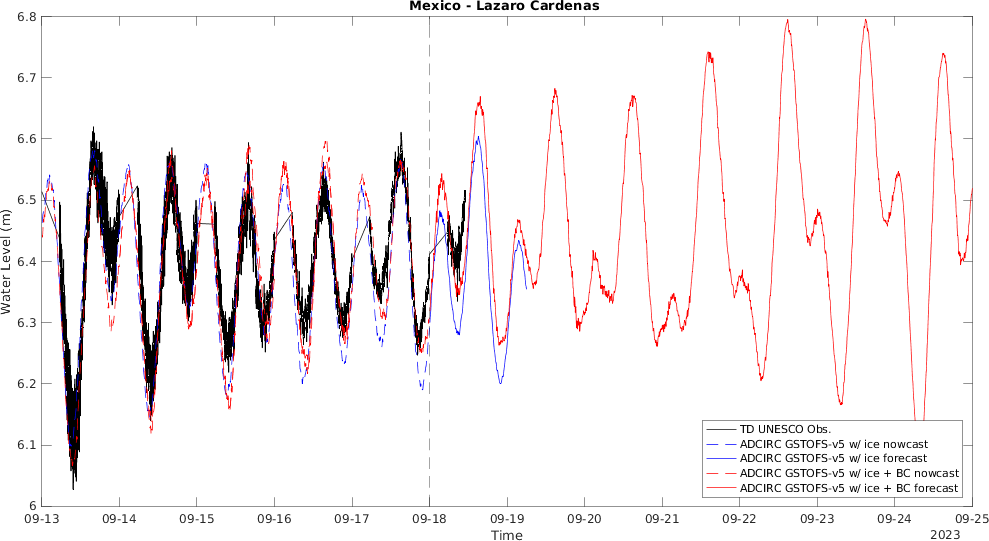 Mexico - Lazaro Cardenas
6.8
6.7
6.6
6.5
6.4
6.3
6.2
6.1
6
Water Level (m)
TD UNESCO Obs.
ADCIRC GSTOFS-v5 w/ ice nowcast
ADCIRC GSTOFS-v5 w/ ice forecast
ADCIRC GSTOFS-v5 w/ ice + BC nowcast
ADCIRC GSTOFS-v5 w/ ice + BC forecast
09-13 09-14 09-15 09-16 09-17 09-18 09-19 09-20 09-21 09-22 09-23 09-24 09-25
Time
2023